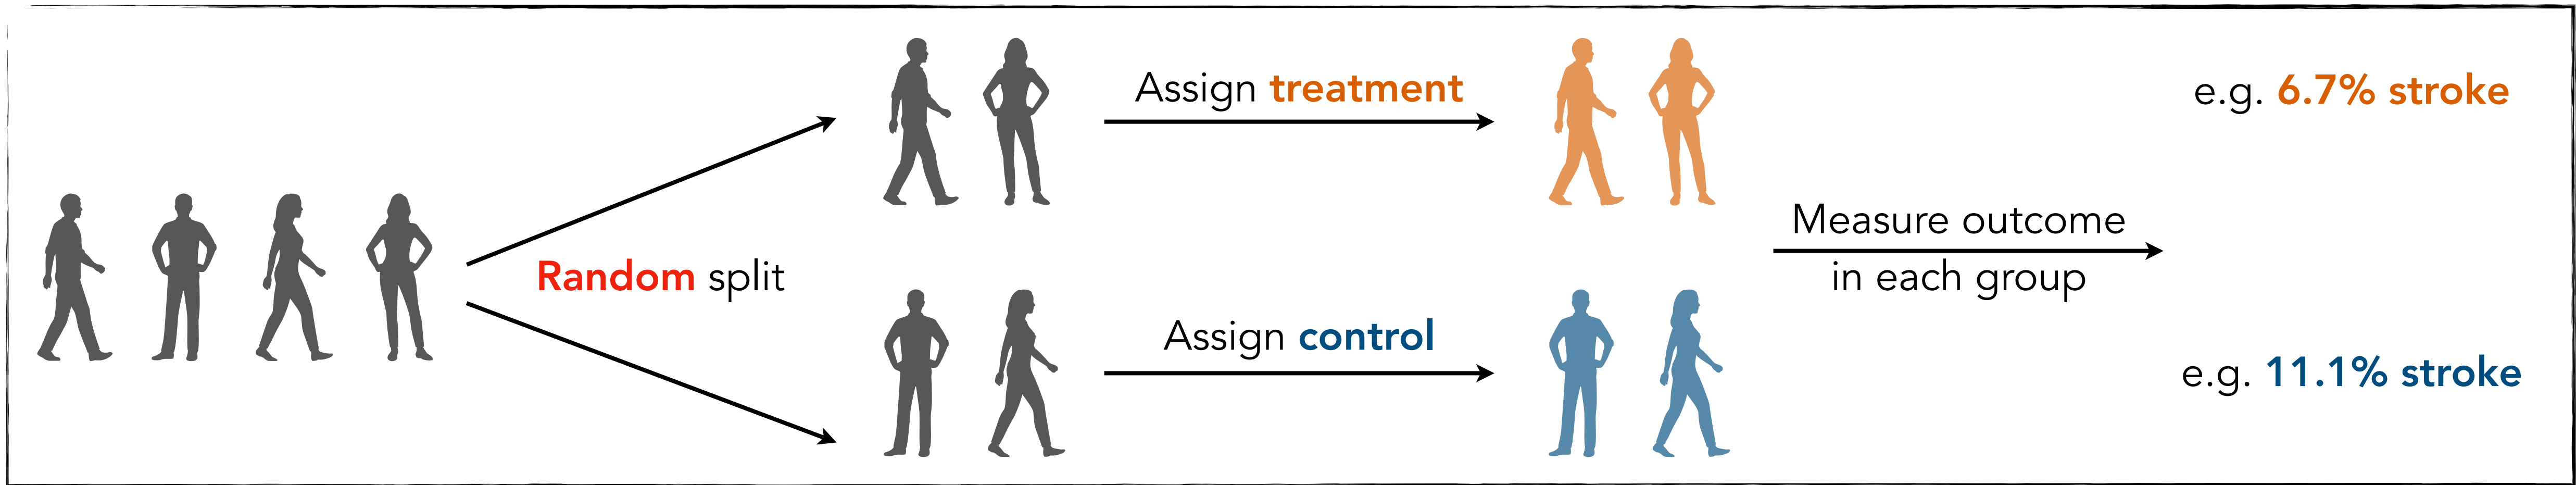 Random split
Assign treatment
Assign control
Measure outcome
in each group
e.g. 6.7% stroke
e.g. 11.1% stroke